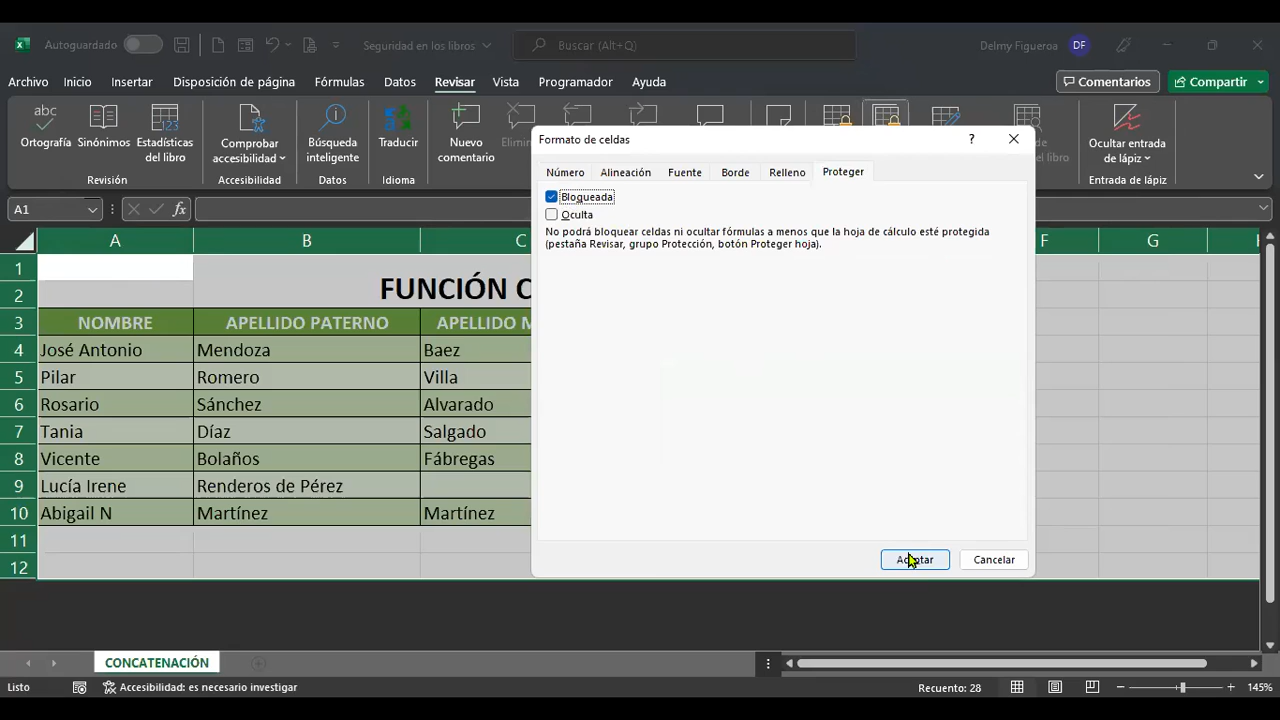 Autoguardado Seguridad en los libros Buscar (Alt+Q) Delmy Figueroa DF
Archivo Inicio Insertar Disposición de página Fórmulas Datos Revisar Vista Programador Ayuda Comentarios Compartir
abc
Ortografía Sinónimos Estadísticas del libro Comprobar accesibilidad Búsqueda inteligente Traducir Nuevo comentario Ocultar entrada de lápiz
Revisión Accesibilidad Datos Idioma Entrada de lápiz
Formato de celdas ?
Número Alineación Fuente Borde Relleno Proteger
Bloqueada
Oculta
No podrá bloquear celdas ni ocultar fórmulas a menos que la hoja de cálculo esté protegida
(pestaña Revisar, grupo Protección, botón Proteger hoja).
Aceptar Cancelar
A1 fx
A B C F G
1
2 FUNCIÓN C
3 NOMBRE APELLIDO PATERNO APELLIDO M
4 José Antonio Mendoza Baez
5 Pilar Romero Villa
6 Rosario Sánchez Alvarado
7 Tania Díaz Salgado
8 Vicente Bolaños Fábregas
9 Lucía Irene Renderos de Pérez
10 Abigail N Martínez Martínez
11
12
CONCATENACIÓN
Listo Accesibilidad: es necesario investigar Recuento: 28 145%